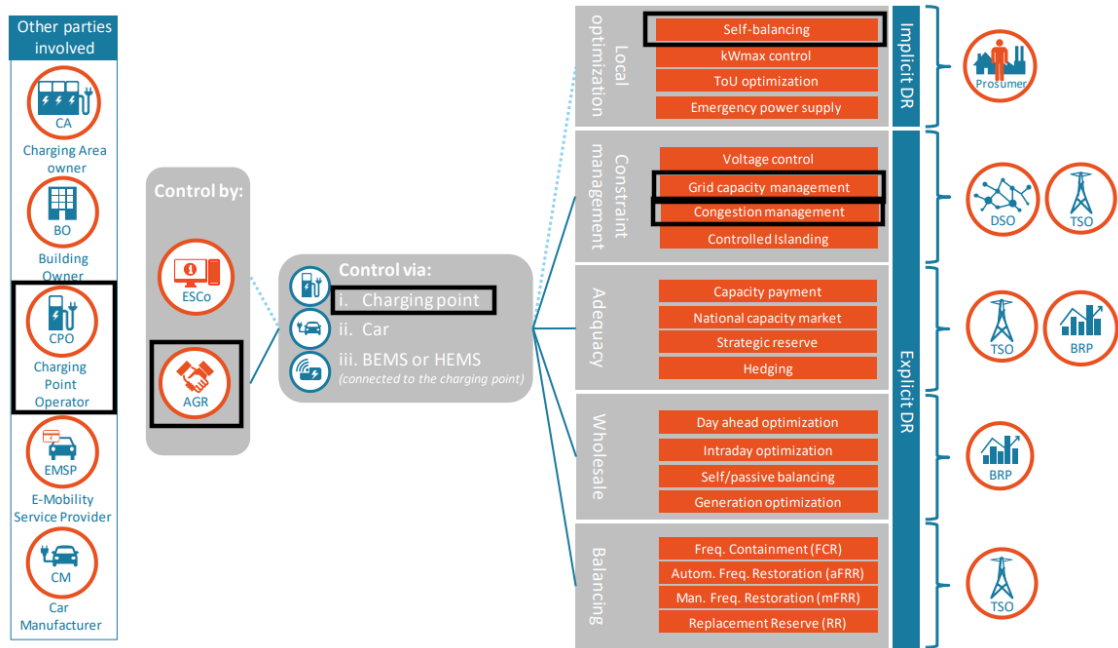 Other parties
involved
CA
Charging Area
owner
BO
Building
Owner
CPO
Charging
Point
Operator
EMSP
E-Mobility
Service Provider
CM
Car
Manufacturer
Control by:
ESCo
AGR
Control via:
i. Charging point
ii. Car
iii. BEMS or HEMS
(connected to the charging point)
Local
optimization
Self-balancing
kWmax control
ToU optimization
Emergency power supply
Constraint
management
Voltage control
Grid capacity management
Congestion management
Controlled Islanding
Adequacy
Capacity payment
National capacity market
Strategic reserve
Hedging
Wholesale
Day ahead optimization
Intraday optimization
Self/passive balancing
Generation optimization
Balancing
Freq. Containment (FCR)
Autom. Freq. Restoration (aFRR)
Man. Freq. Restoration (mFRR)
Replacement Reserve (RR)
Implicit DR
Explicit DR
Prosumer
DSO
TSO
TSO
BRP
BRP
TSO